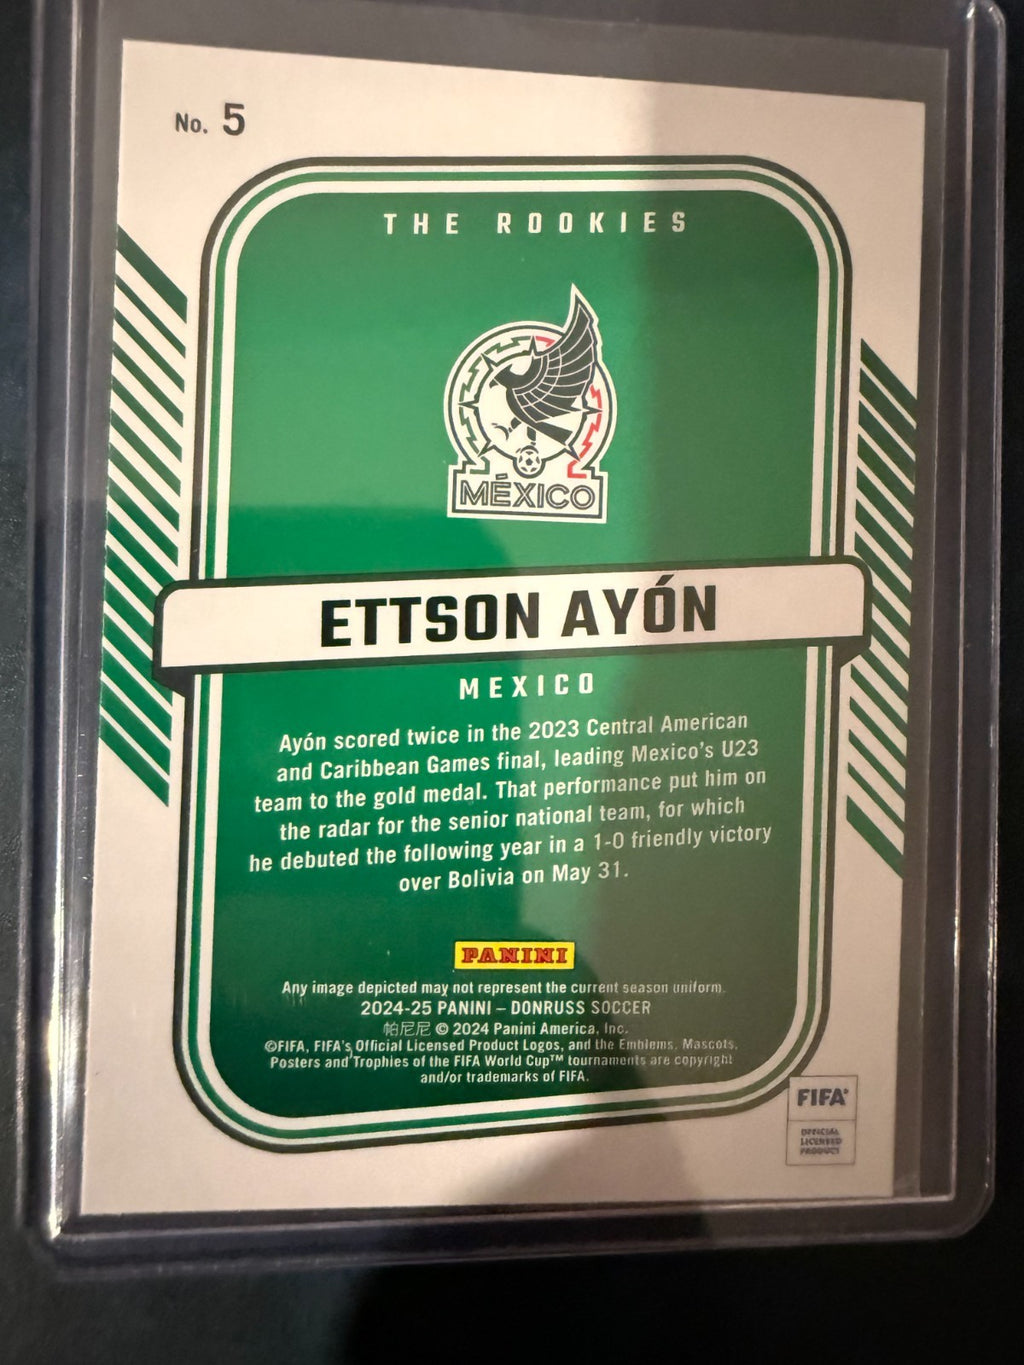 No. 5
THE ROOKIES
MÉXICO
ETTSON AYÓN
MEXICO
Ayón scored twice in the 2023 Central American
and Caribbean Games final, leading Mexico's U23
team to the gold medal. That performance put him on
the radar for the senior national team, for which
he debuted the following year in a 1-0 friendly victory
over Bolivia on May 31.
PANINI
Any image depicted may not represent the current season uniform.
2024-25 PANINI – DONRUSS SOCCER
帕尼尼 © 2024 Panini America, Inc.
©FIFA, FIFA's Official Licensed Product Logos, and the Emblems, Mascots,
Posters and Trophies of the FIFA World Cup™ tournaments are copyright
and/or trademarks of FIFA.
FIFA®
OFFICIAL
LICENSED
PRODUCT